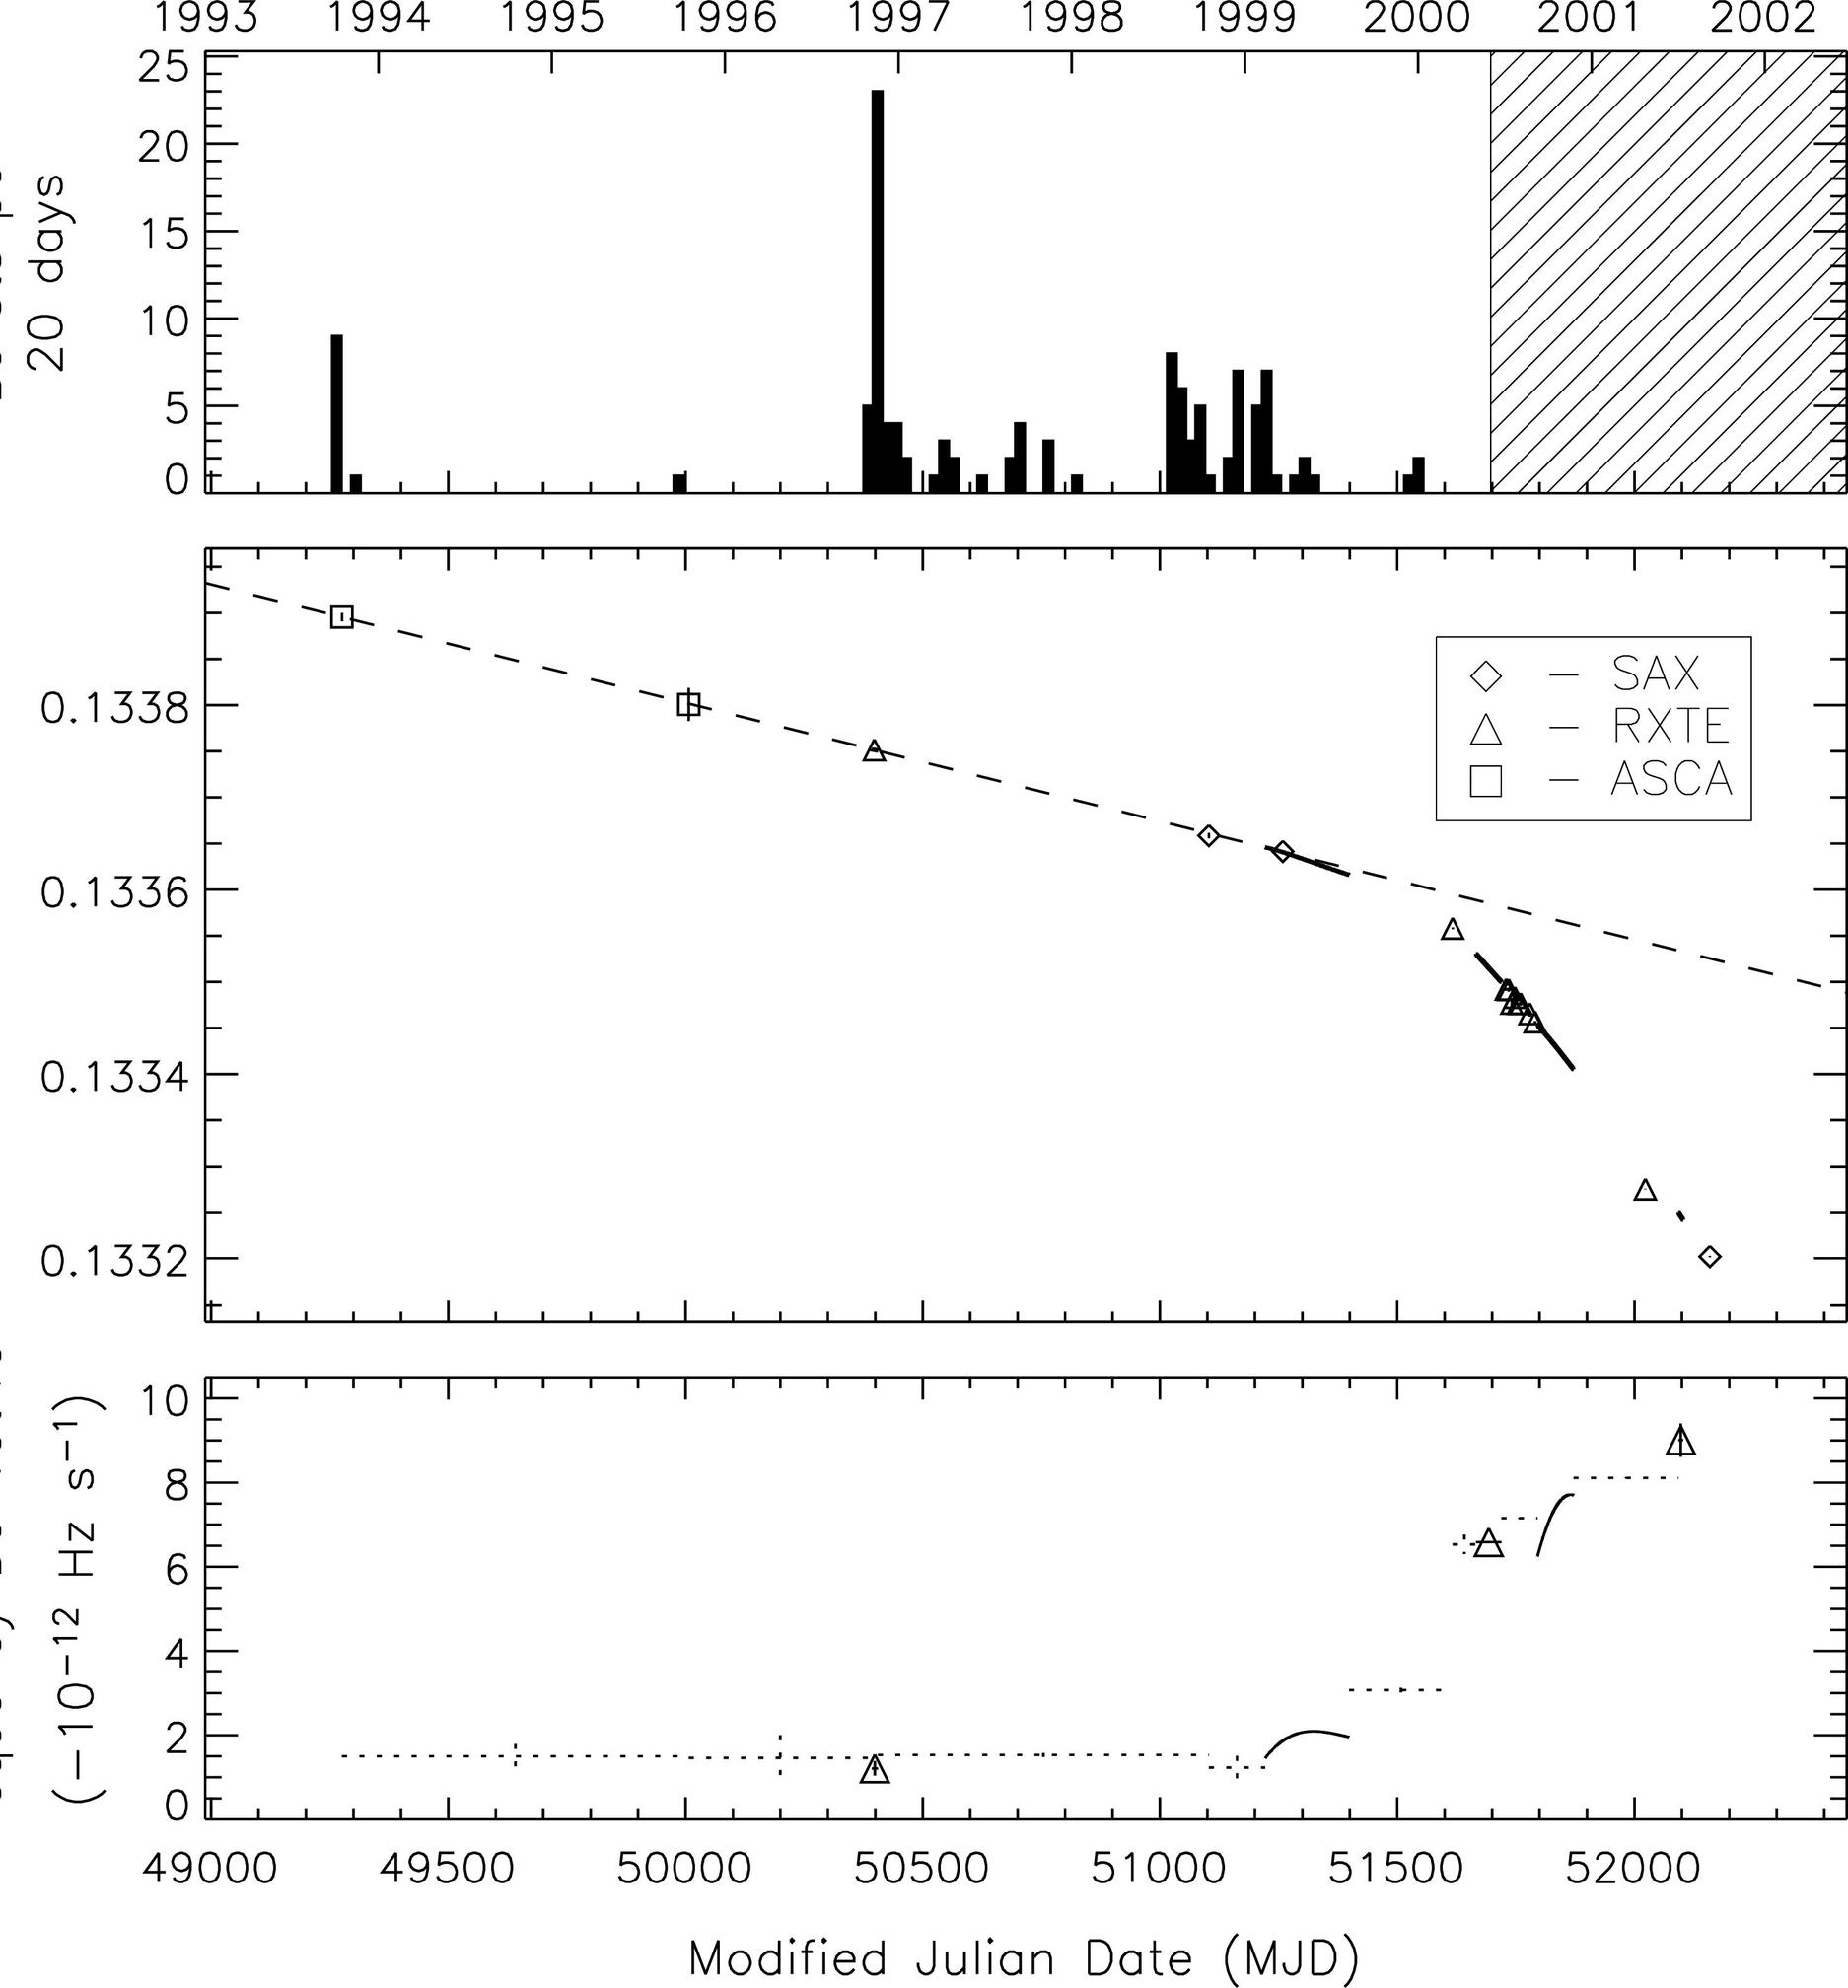 1993 1994 1995 1996 1997 1998 1999 2000 2001 2002
25
20
15
10
5
0
20 days
0.1338
0.1336
0.1334
0.1332
◇ — SAX
△ — RXTE
□ — ASCA
10
8
6
4
2
0
(−10−12 Hz s−1)
49000 49500 50000 50500 51000 51500 52000
Modified Julian Date (MJD)